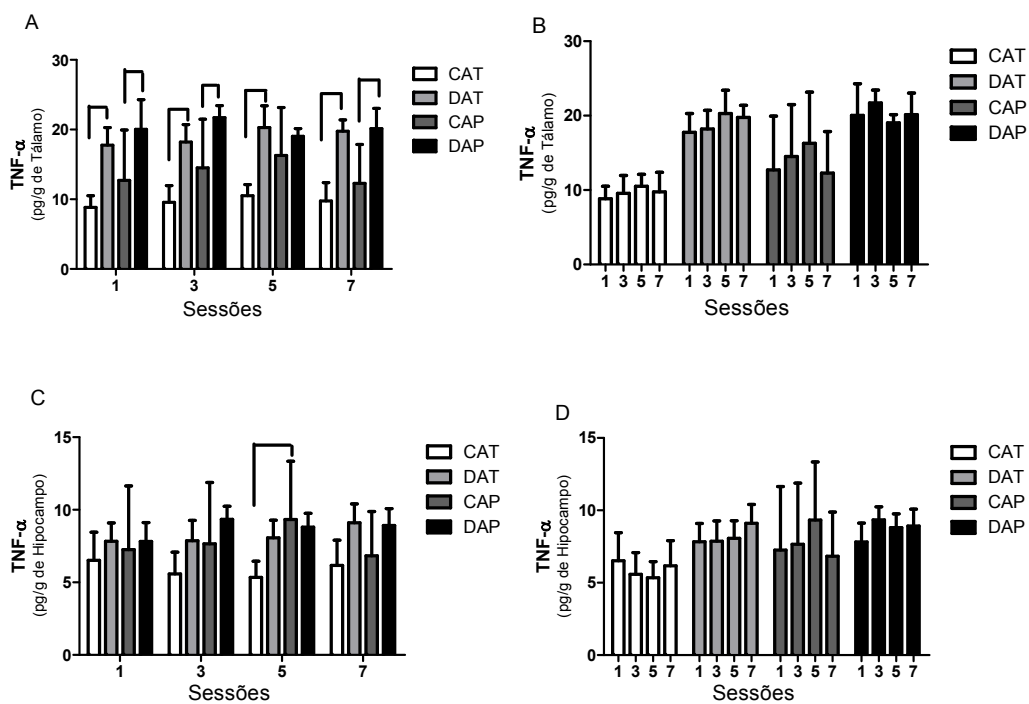 A
TNF-α
(pg/g de Tálamo)
30
20
10
0
1 3 5 7
Sessões
CAT
DAT
CAP
DAP
B
TNF-α
(pg/g de Tálamo)
30
20
10
0
1 3 5 7 1 3 5 7 1 3 5 7 1 3 5 7
Sessões
CAT
DAT
CAP
DAP
C
TNF-α
(pg/g de Hipocampo)
15
10
5
0
1 3 5 7
Sessões
CAT
DAT
CAP
DAP
D
TNF-α
(pg/g de Hipocampo)
15
10
5
0
1 3 5 7 1 3 5 7 1 3 5 7 1 3 5 7
Sessões
CAT
DAT
CAP
DAP